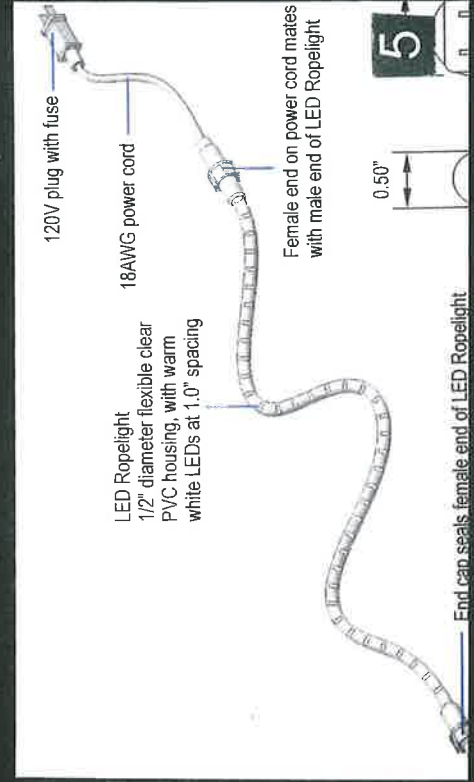 120V plug with fuse
18AWG power cord
LED Ropelight
1/2" diameter flexible clear
PVC housing, with warm
white LEDs at 1.0" spacing
Female end on power cord mates
with male end of LED Ropelight
End cap seals female end of LED Ropelight
0.50"
5